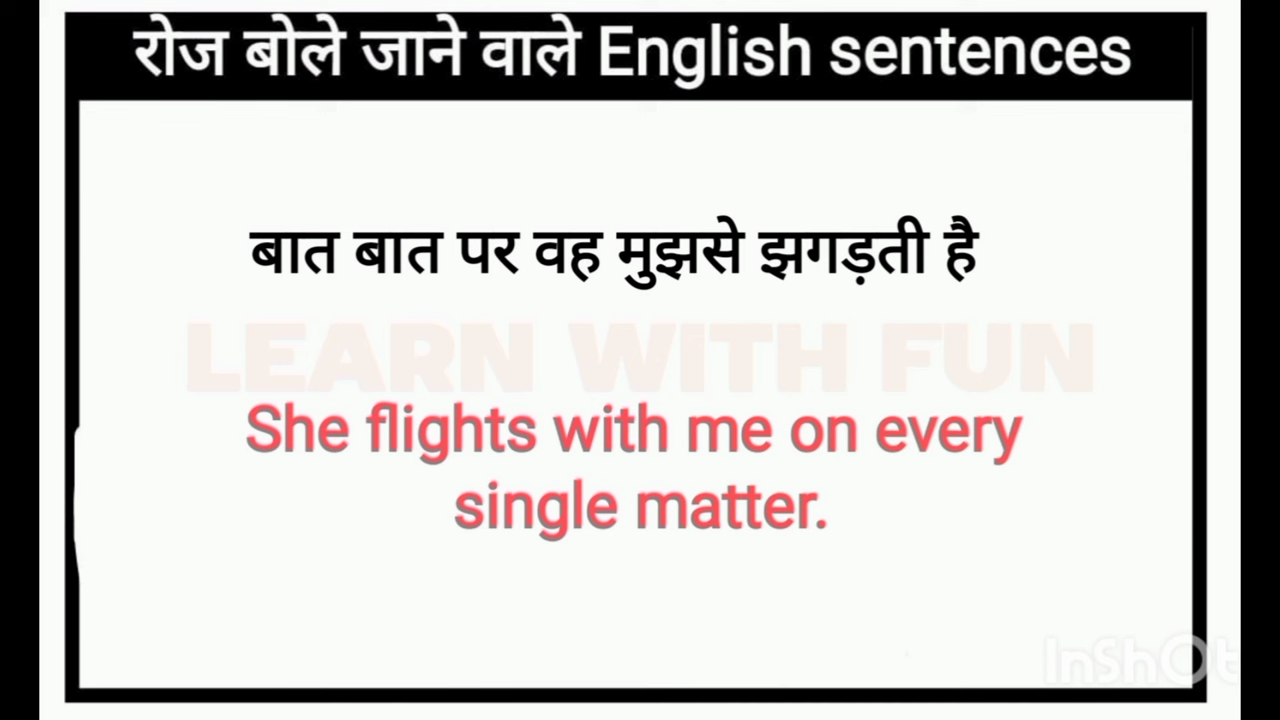 रोज बोले जाने वाले English sentences
बात बात पर वह मुझसे झगड़ती है
LEARN WITH FUN
She flights with me on every
single matter.
InShOt